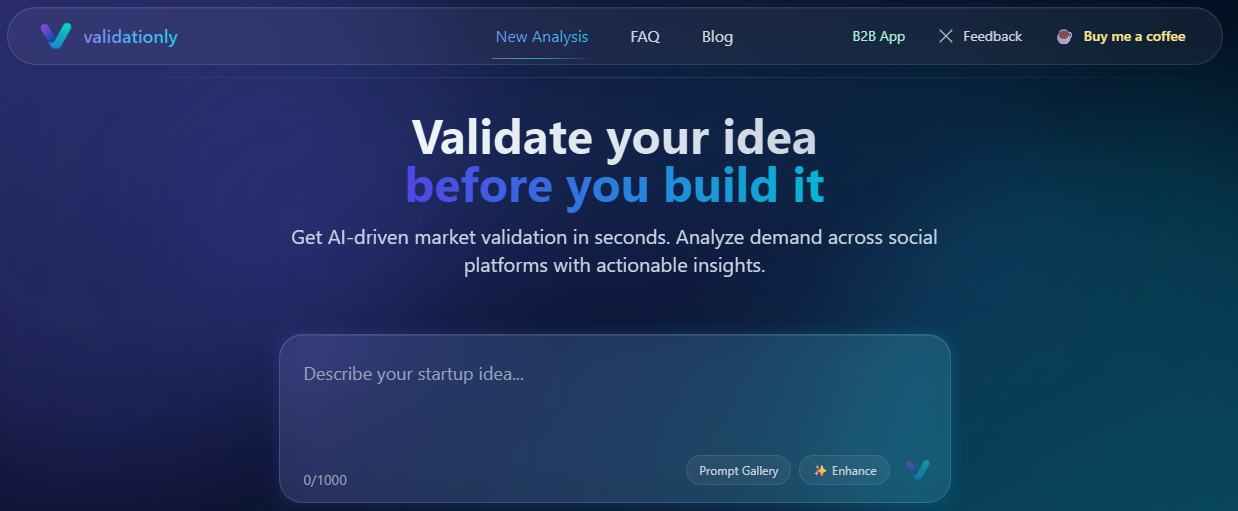 validationly
New Analysis
FAQ
Blog
B2B App
Feedback
Buy me a coffee
Validate your idea
before you build it
Get AI-driven market validation in seconds. Analyze demand across social
platforms with actionable insights.
Describe your startup idea...
0/1000
Prompt Gallery
✨ Enhance